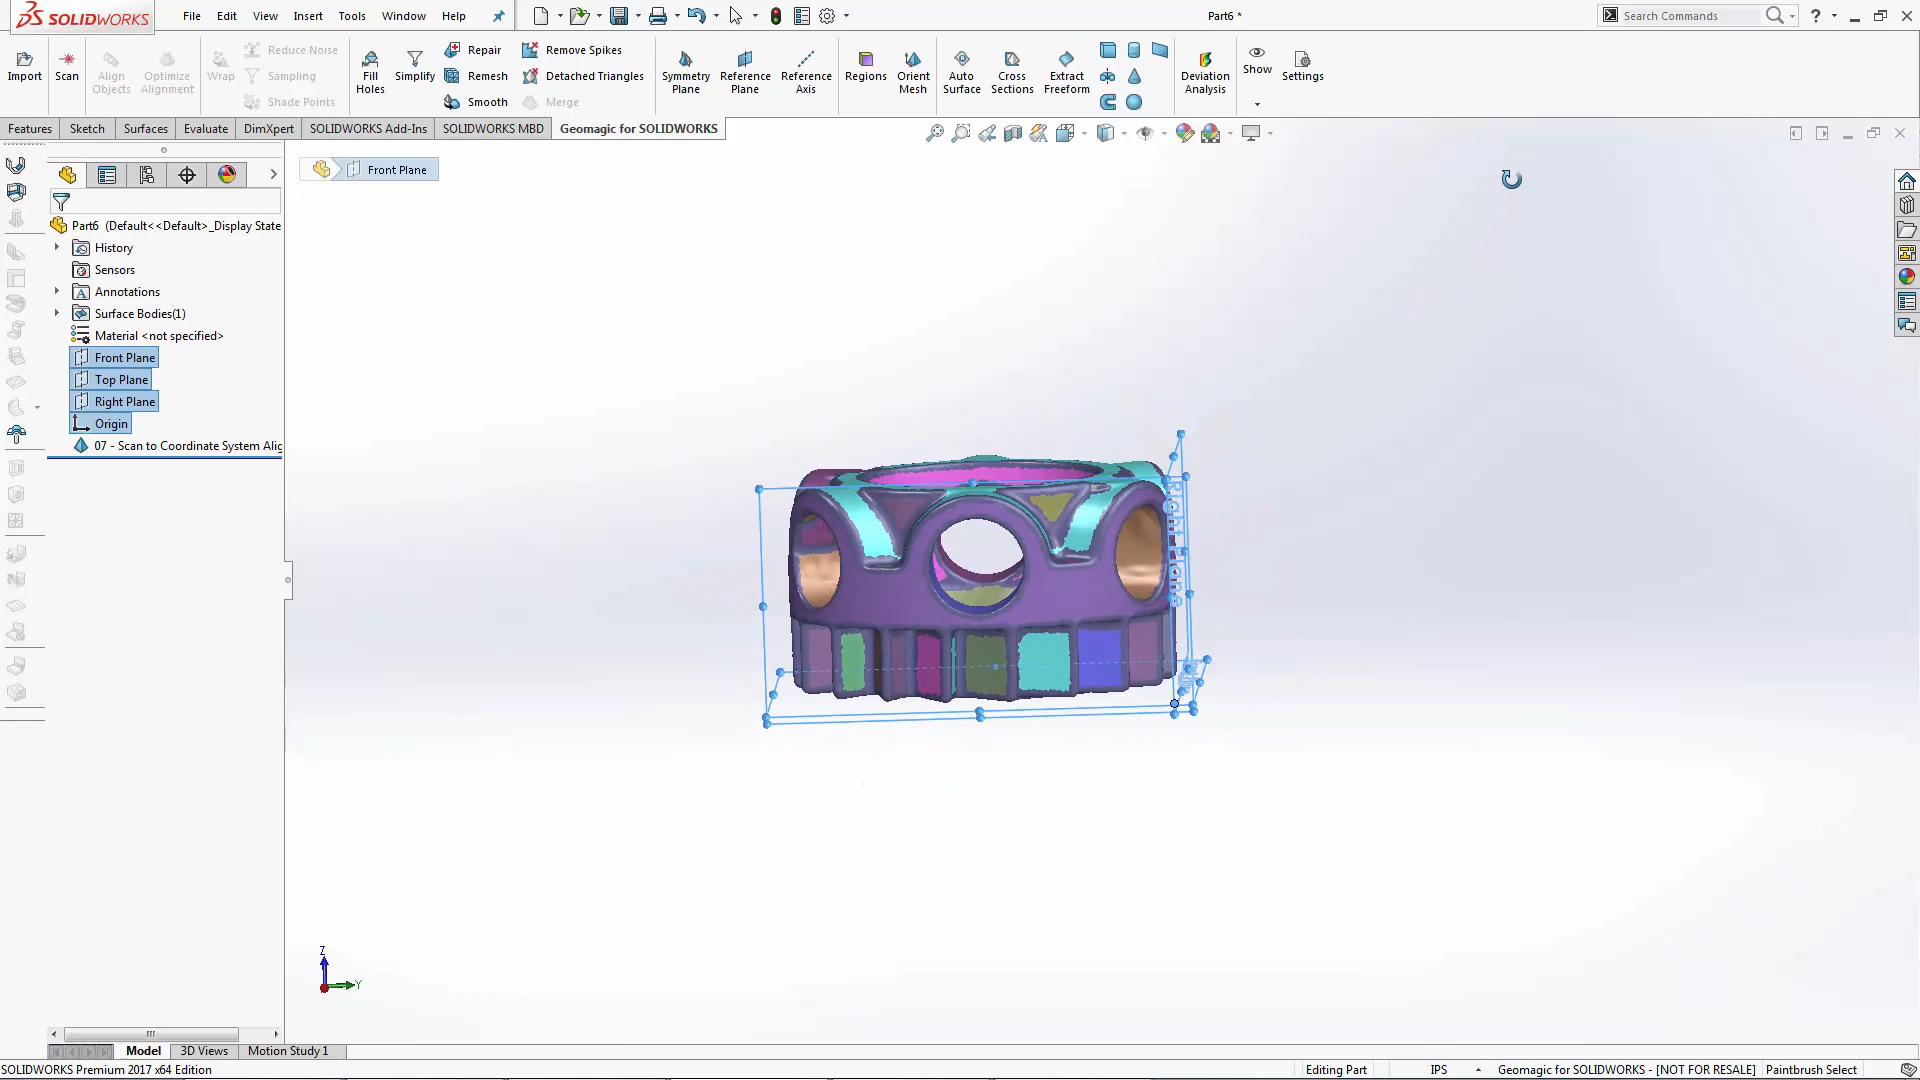 SOLIDWORKS
File Edit View Insert Tools Window Help
Part6 *
Search Commands
Import
Scan
Align Objects
Optimize Alignment
Wrap
Reduce Noise
Sampling
Shade Points
Fill Holes
Simplify
Repair
Remesh
Smooth
Remove Spikes
Detached Triangles
Merge
Symmetry Plane
Reference Plane
Reference Axis
Regions
Orient Mesh
Auto Surface
Cross Sections
Extract Freeform
Deviation Analysis
Show
Settings
Features Sketch Surfaces Evaluate DimXpert SOLIDWORKS Add-Ins SOLIDWORKS MBD Geomagic for SOLIDWORKS
Front Plane
Part6 (Default<<Default>_Display State
History
Sensors
Annotations
Surface Bodies(1)
Material <not specified>
Front Plane
Top Plane
Right Plane
Origin
07 - Scan to Coordinate System Alig
Right Plane
Z
Y
Model 3D Views Motion Study 1
SOLIDWORKS Premium 2017 x64 Edition
Editing Part
IPS
Geomagic for SOLIDWORKS - [NOT FOR RESALE]
Paintbrush Select